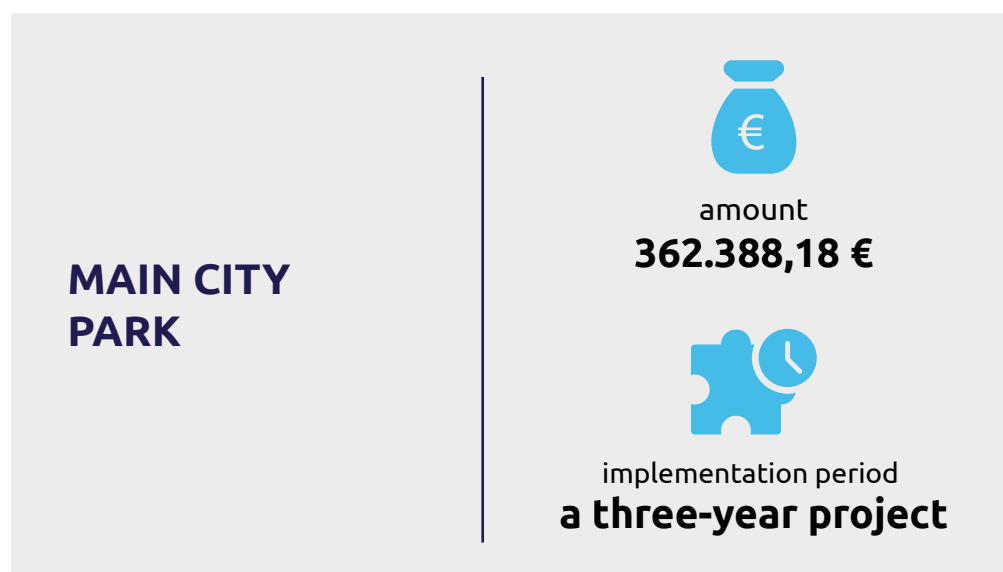 MAIN CITY
PARK
€
amount
362.388,18 €
implementation period
a three-year project